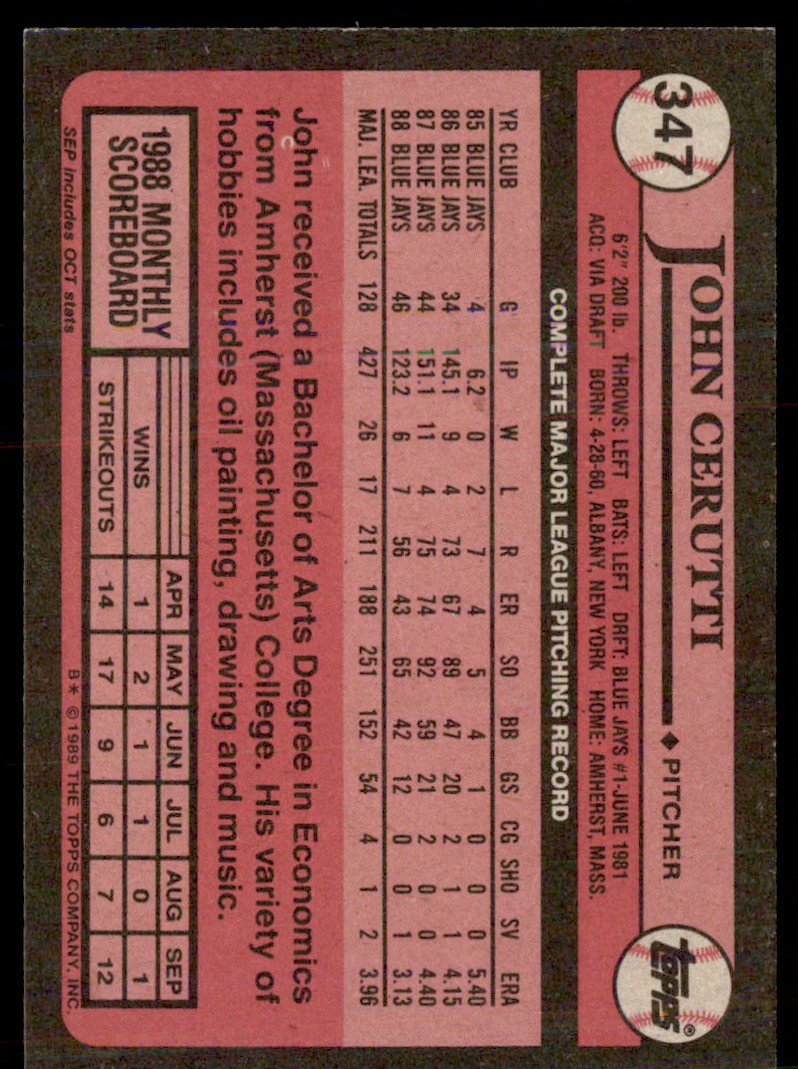 347
JOHN CERUTTI ◆ PITCHER
TOPPS®
6'2" 200 lb. THROWS: LEFT BATS: LEFT DRFT: BLUE JAYS #1-JUNE 1981
ACQ: VIA DRAFT BORN: 4-28-60, ALBANY, NEW YORK HOME: AMHERST, MASS.
COMPLETE MAJOR LEAGUE PITCHING RECORD
YR CLUB G IP W L R ER SO BB GS CG SHO SV ERA
85 BLUE JAYS 4 6.2 0 2 7 4 5 4 1 0 0 0 5.40
86 BLUE JAYS 34 145.1 9 4 73 67 89 47 20 2 1 1 4.15
87 BLUE JAYS 44 151.1 11 4 75 74 92 59 21 2 0 0 4.40
88 BLUE JAYS 46 123.2 6 7 56 43 65 42 12 0 0 1 3.13
MAJ. LEA. TOTALS 128 427 26 17 211 188 251 152 54 4 1 2 3.96
John received a Bachelor of Arts Degree in Economics
from Amherst (Massachusetts) College. His variety of
hobbies includes oil painting, drawing and music.
1988 MONTHLY
SCOREBOARD
APR MAY JUN JUL AUG SEP
WINS 1 2 1 1 0 1
STRIKEOUTS 14 17 9 6 7 12
SEP includes OCT stats
B* © 1989 THE TOPPS COMPANY, INC.